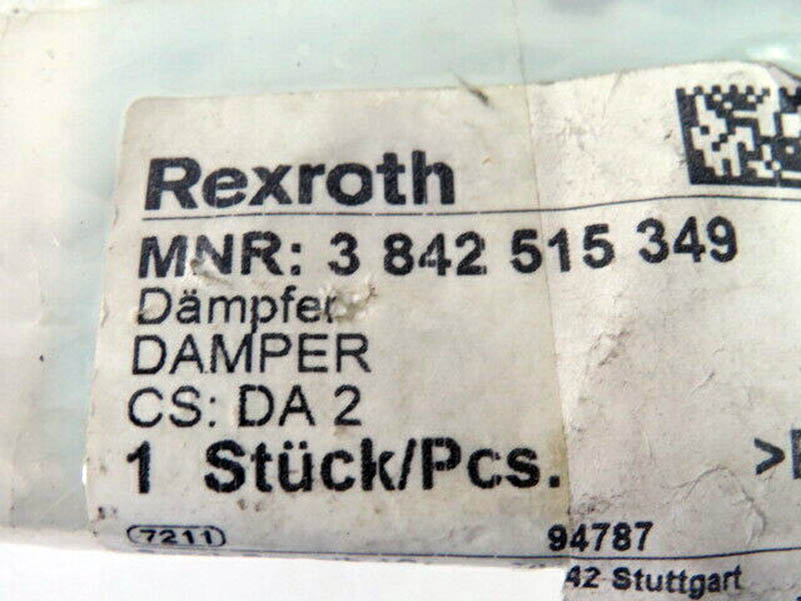 Rexroth
MNR: 3 842 515 349
Dämpfer
DAMPER
CS: DA 2
1 Stück/Pcs.
7211
94787
42 Stuttgart